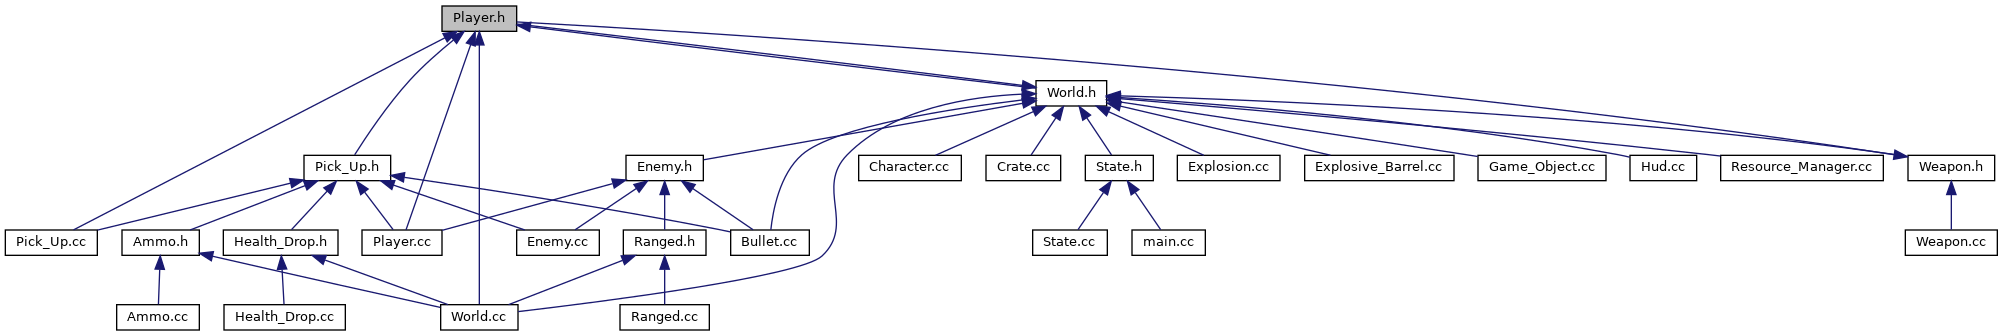 Player.h
World.h
Pick_Up.h
Enemy.h
Character.cc
Crate.cc
State.h
Explosion.cc
Explosive_Barrel.cc
Game_Object.cc
Hud.cc
Resource_Manager.cc
Weapon.h
Pick_Up.cc
Ammo.h
Health_Drop.h
Player.cc
Enemy.cc
Ranged.h
Bullet.cc
State.cc
main.cc
Weapon.cc
Ammo.cc
Health_Drop.cc
World.cc
Ranged.cc